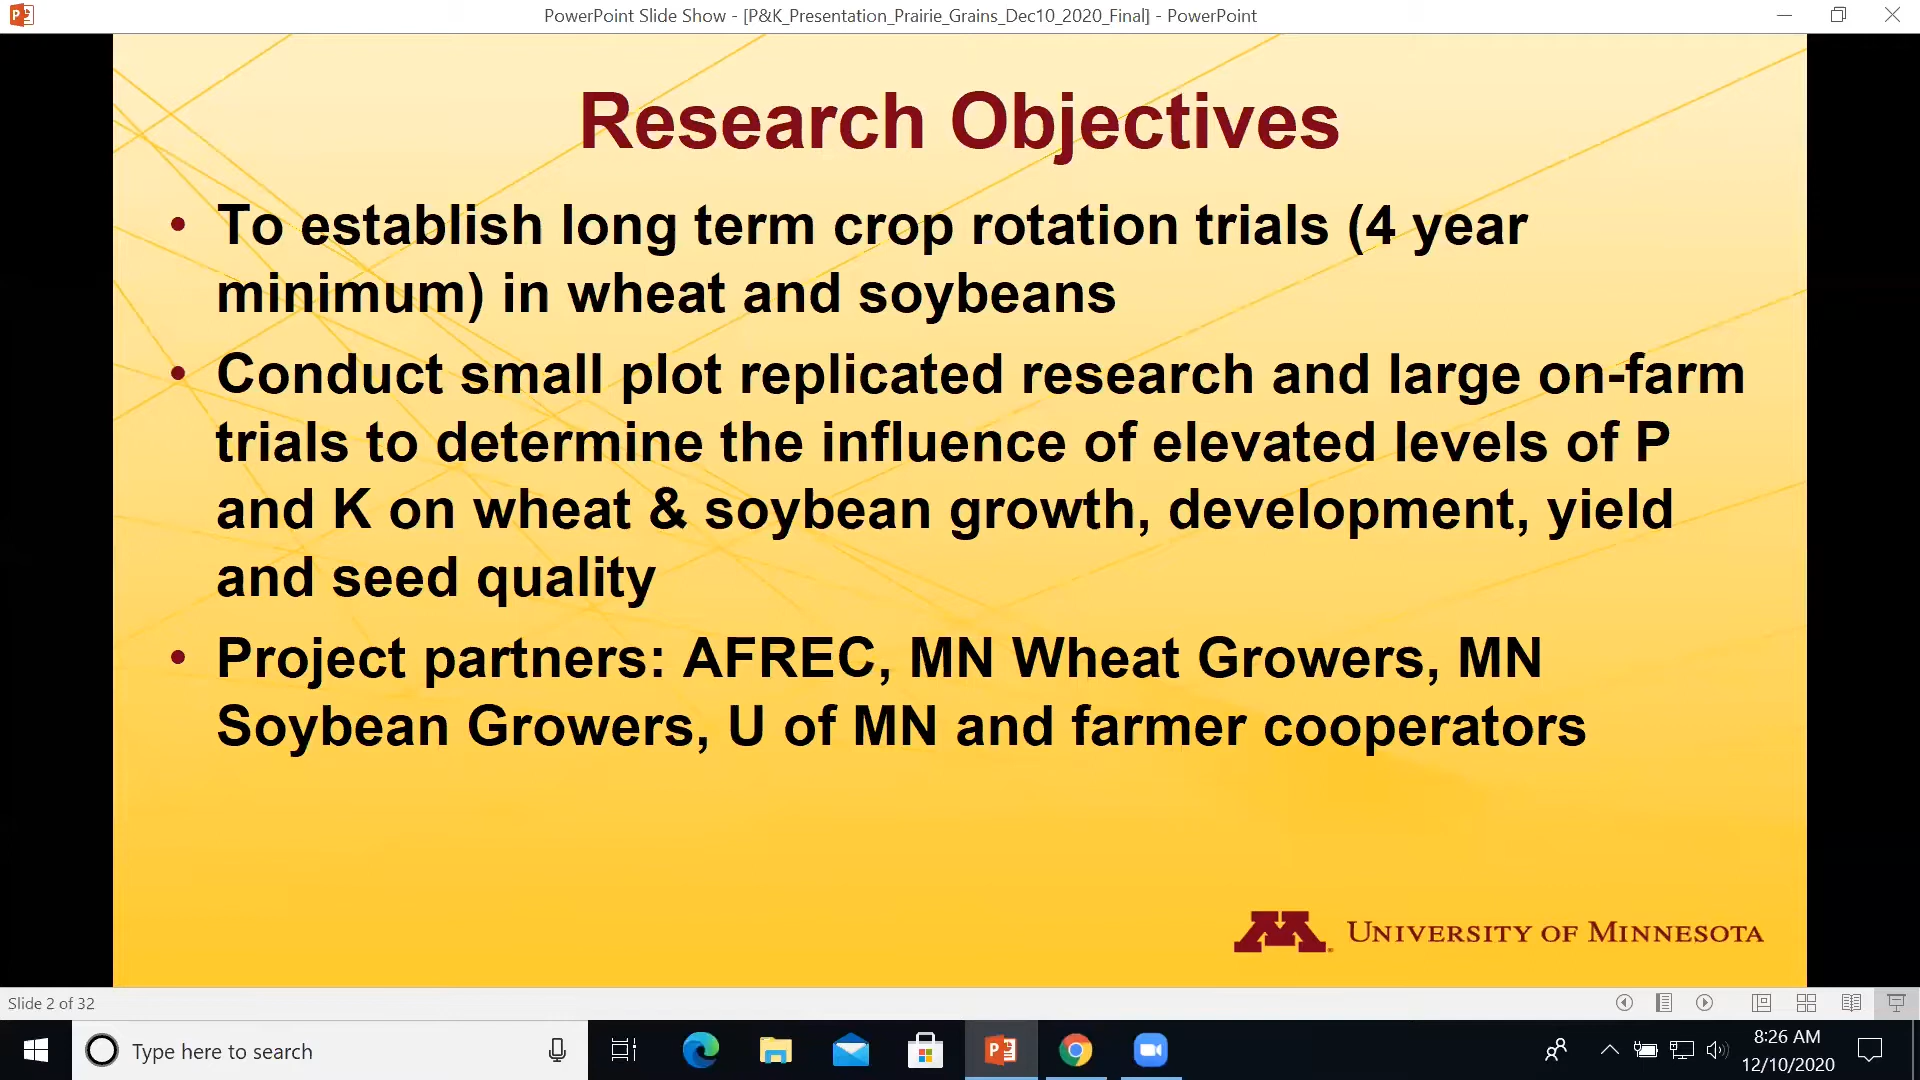 PowerPoint Slide Show - [P&K_Presentation_Prairie_Grains_Dec10_2020_Final] - PowerPoint
Research Objectives
• To establish long term crop rotation trials (4 year
minimum) in wheat and soybeans
• Conduct small plot replicated research and large on-farm
trials to determine the influence of elevated levels of P
and K on wheat & soybean growth, development, yield
and seed quality
• Project partners: AFREC, MN Wheat Growers, MN
Soybean Growers, U of MN and farmer cooperators
M UNIVERSITY OF MINNESOTA
Slide 2 of 32
Type here to search
8:26 AM
12/10/2020